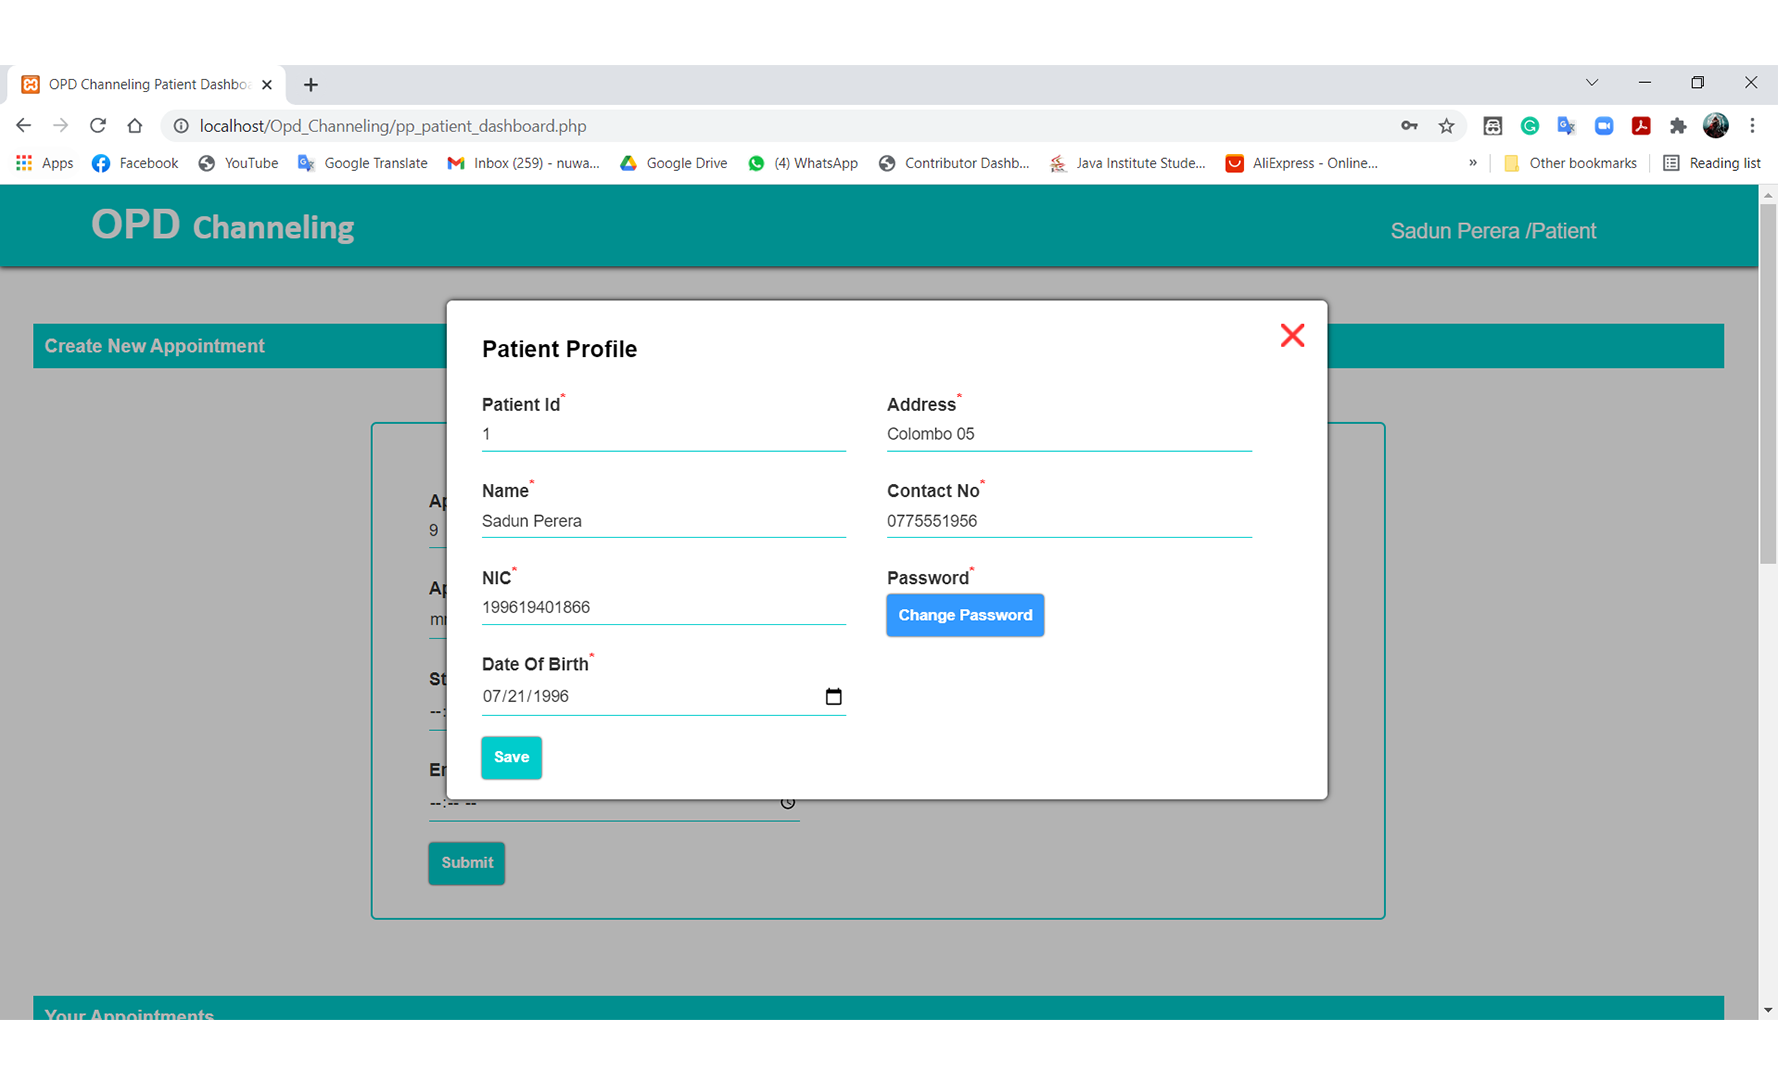 OPD Channeling Patient Dashbo
localhost/Opd_Channeling/pp_patient_dashboard.php
Apps Facebook YouTube Google Translate Inbox (259) - nuwa... Google Drive (4) WhatsApp Contributor Dashb... Java Institute Stude... AliExpress - Online... » Other bookmarks Reading list
OPD Channeling
Sadun Perera /Patient
Create New Appointment
Patient Profile
Patient Id*
1
Address*
Colombo 05
Name*
Sadun Perera
Contact No*
0775551956
NIC*
199619401866
Password*
Change Password
Date Of Birth*
07/21/1996
Save
Ap
9
Ap
St
--:
--:-- --
Submit
Your Appointments